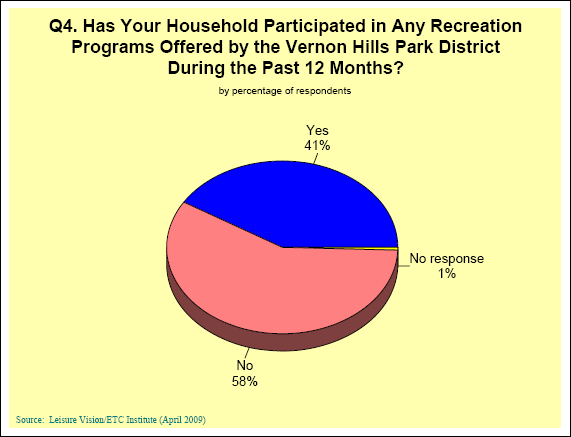 Q4. Has Your Household Participated in Any Recreation
Programs Offered by the Vernon Hills Park District
During the Past 12 Months?
by percentage of respondents
Yes
41%
No response
1%
No
58%
Source:  Leisure Vision/ETC Institute (April 2009)